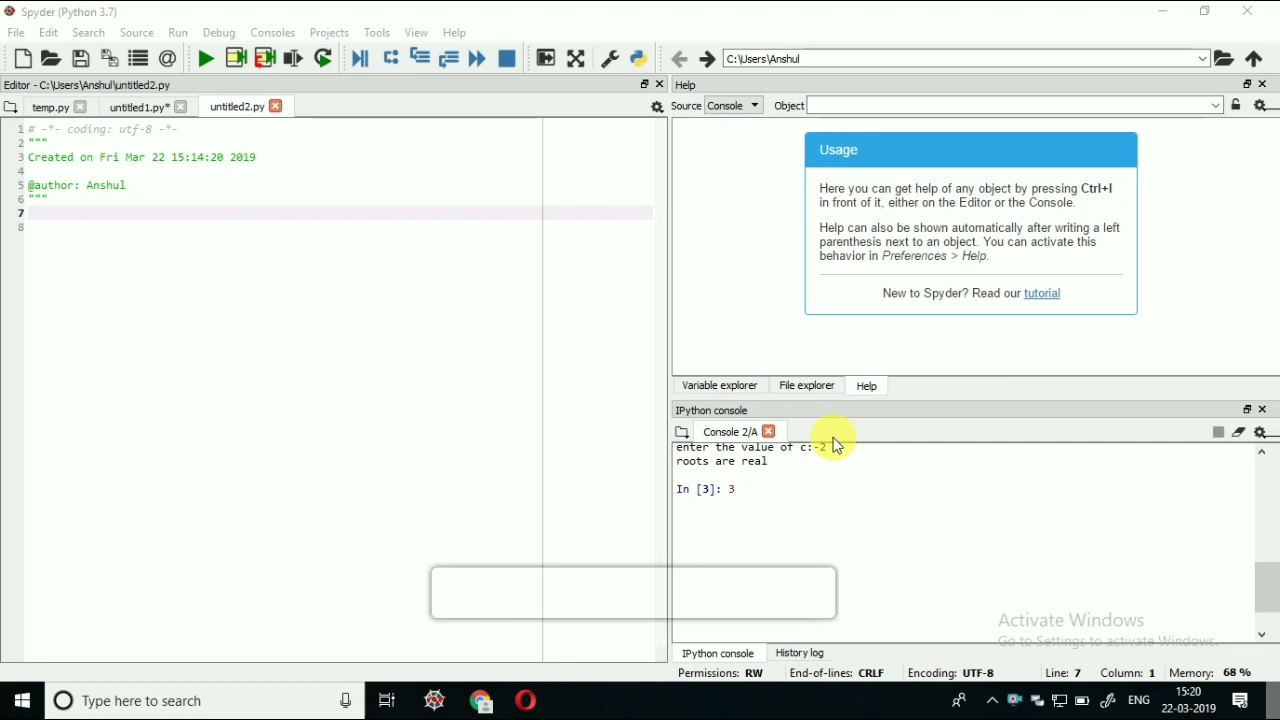 Spyder (Python 3.7)
File Edit Search Source Run Debug Consoles Projects Tools View Help
C:\Users\Anshul
Editor - C:\Users\Anshul\untitled2.py
temp.py untitled1.py* untitled2.py
1 # -*- coding: utf-8 -*-
2 """
3 Created on Fri Mar 22 15:14:20 2019
4
5 @author: Anshul
6 """
7
8
Help
Source Console Object
Usage
Here you can get help of any object by pressing Ctrl+I
in front of it, either on the Editor or the Console.
Help can also be shown automatically after writing a left
parenthesis next to an object. You can activate this
behavior in Preferences > Help.
New to Spyder? Read our tutorial
Variable explorer File explorer Help
IPython console
Console 2/A
enter the value of c:-2
roots are real
In [3]: 3
Activate Windows
Go to Settings to activate Windows.
IPython console History log
Permissions: RW End-of-lines: CRLF Encoding: UTF-8 Line: 7 Column: 1 Memory: 68 %
Type here to search
ENG
15:20
22-03-2019